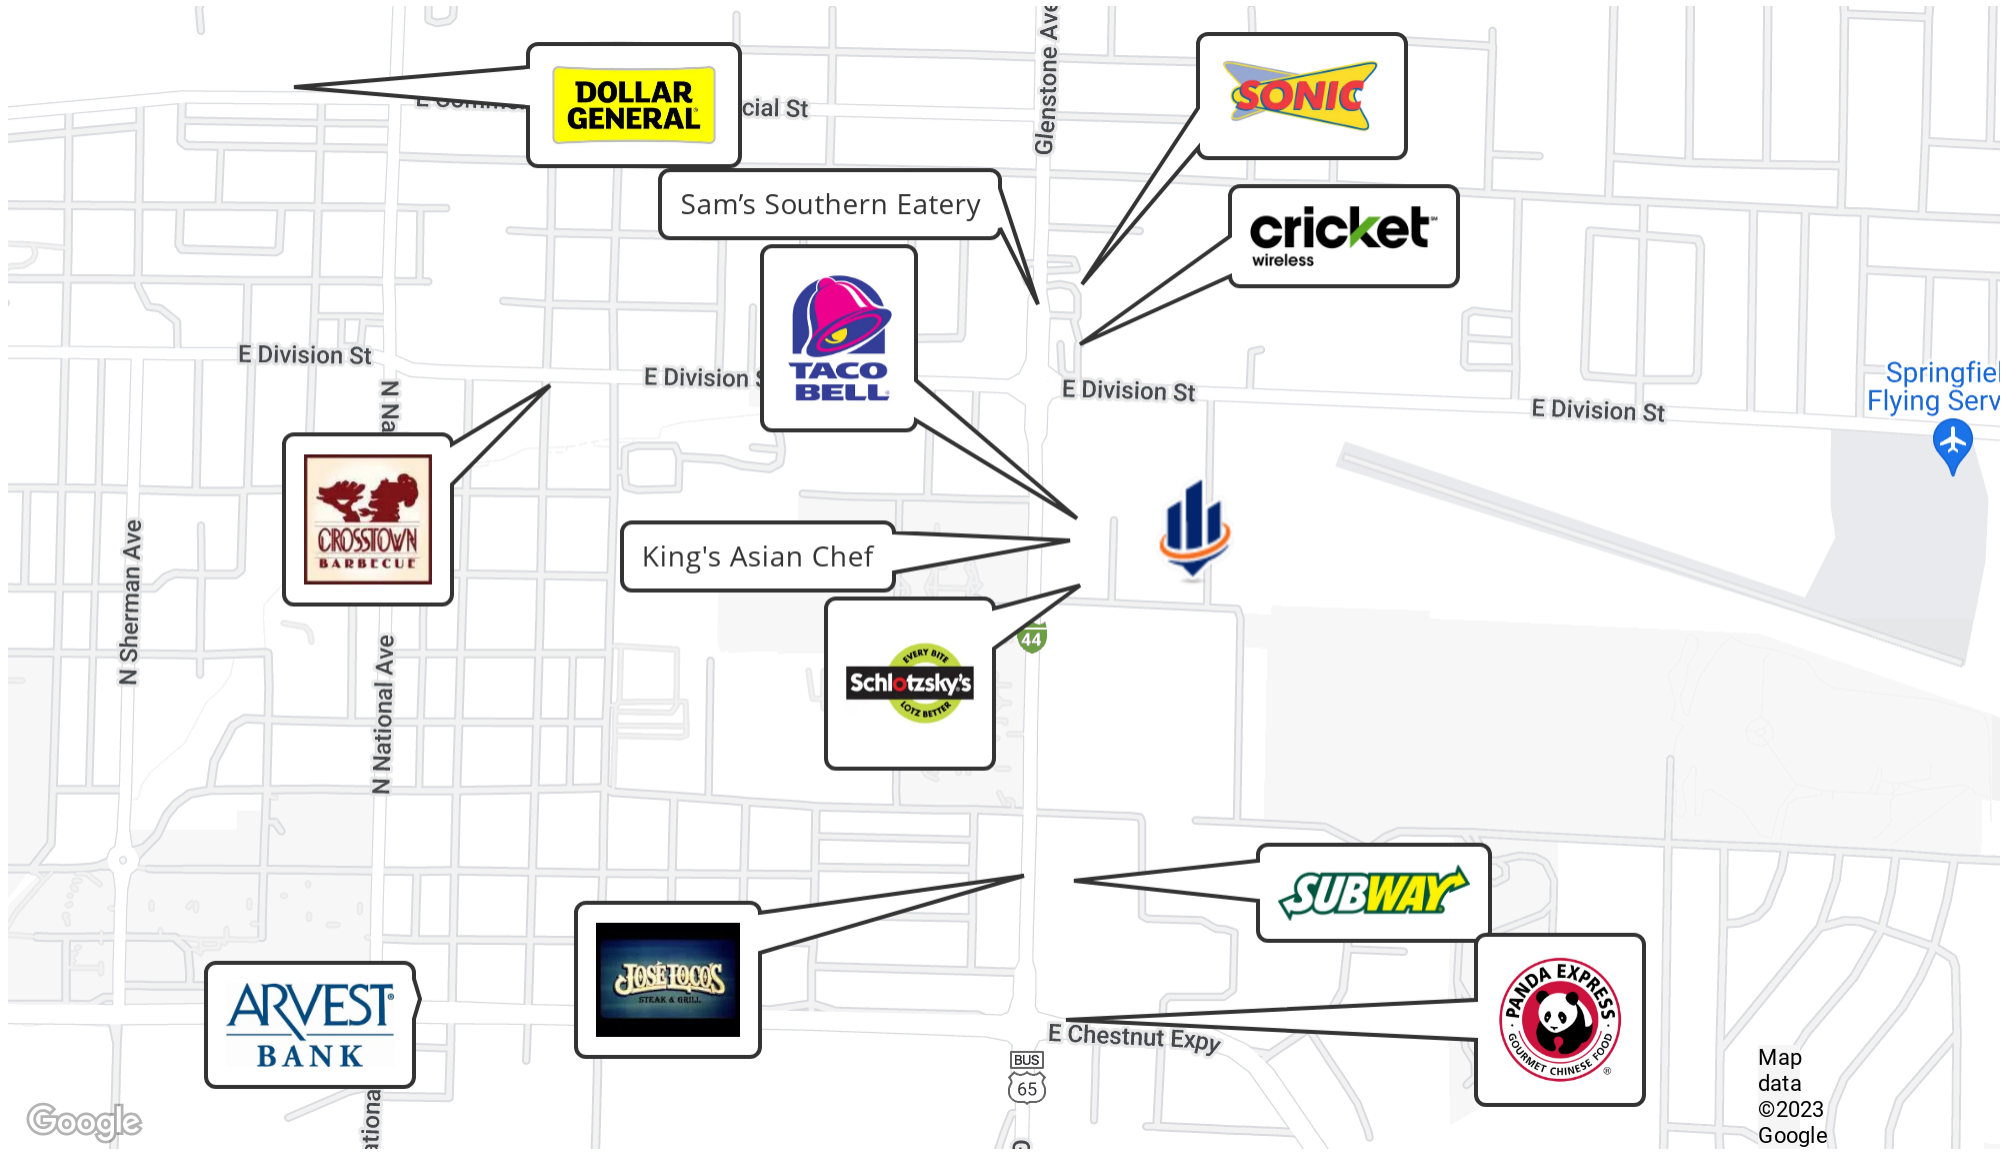 Glenstone Ave
DOLLAR
GENERAL
cial St
SONIC
Sam's Southern Eatery
cricket
wireless
TACO
BELL
E Division St
E Division
E Division St
E Division St
Springfiel
Flying Serv
N Na
CROSSTOWN
BARBECUE
King's Asian Chef
N Sherman Ave
44
N National Ave
EVERY BITE
Schlotzsky's
LOTZ BETTER
SUBWAY
JOSÉ LOCOS
STEAK & GRILL
ARVEST
BANK
PANDA EXPRESS
GOURMET CHINESE FOOD
E Chestnut Expy
BUS
65
ational
Map
data
©2023
Google
Google